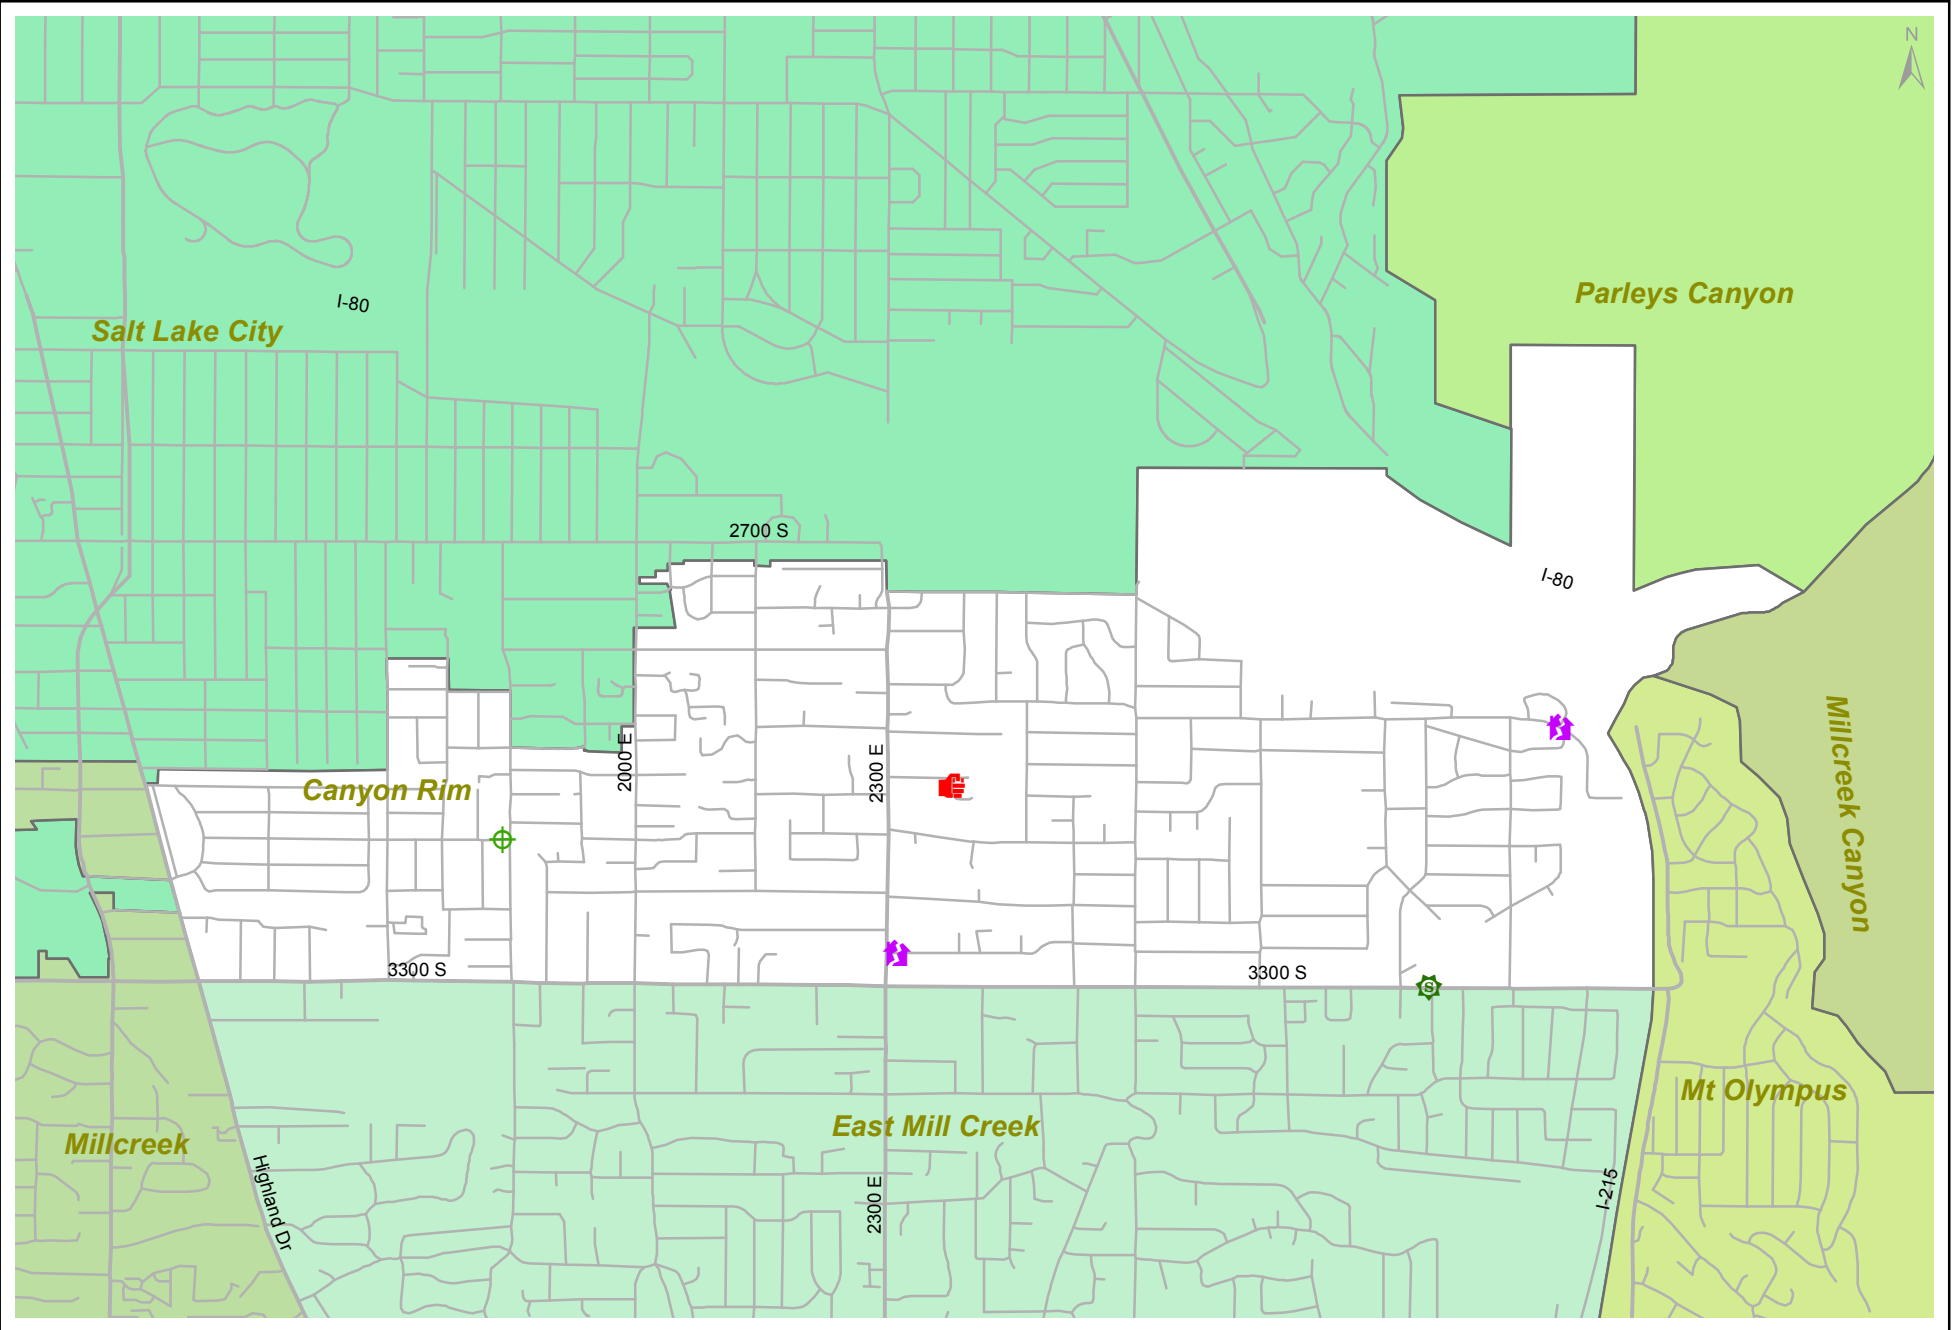 N
Parleys Canyon
I-80
Salt Lake City
2700 S
I-80
Millcreek Canyon
2000 E
2300 E
Canyon Rim
3300 S
3300 S
S
Mt Olympus
East Mill Creek
Millcreek
Highland Dr
2300 E
I-215